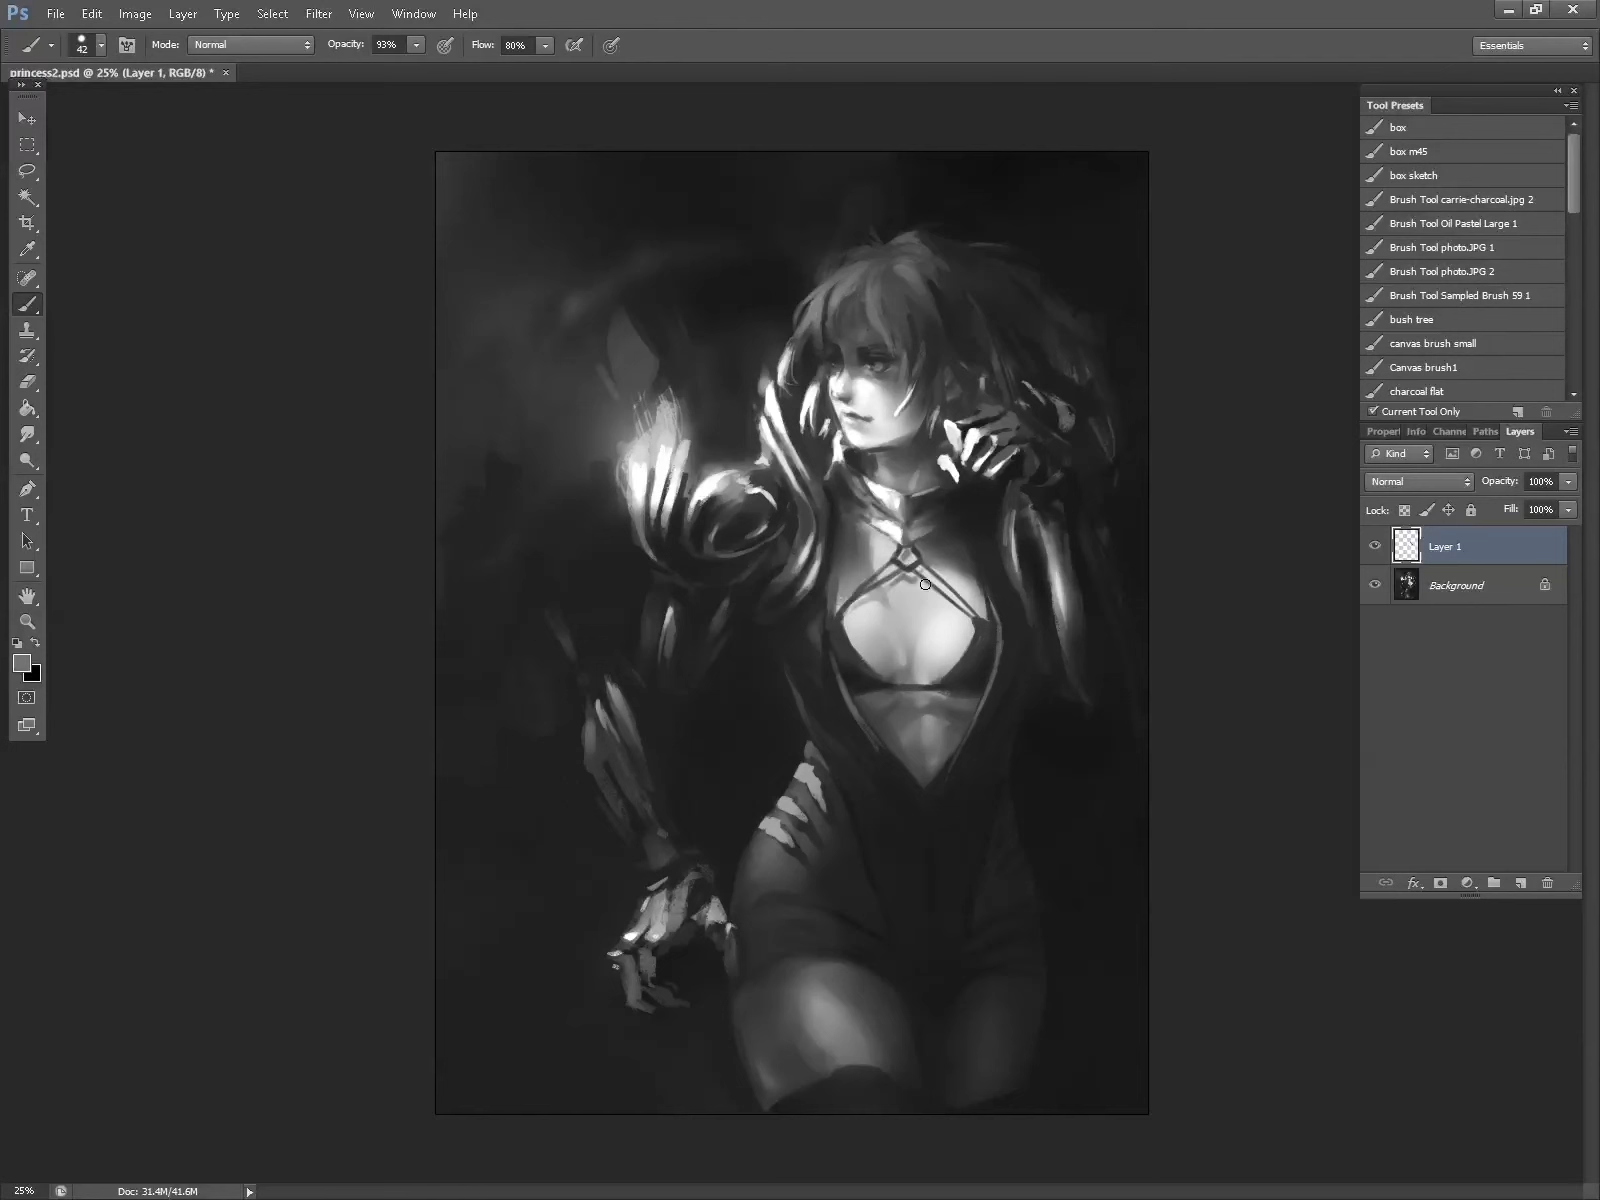 Ps File Edit Image Layer Type Select Filter View Window Help
42 Mode: Normal Opacity: 93% Flow: 80% Essentials
princess2.psd @ 25% (Layer 1, RGB/8) * ×
Tool Presets
box
box m45
box sketch
Brush Tool carrie-charcoal.jpg 2
Brush Tool Oil Pastel Large 1
Brush Tool photo.JPG 1
Brush Tool photo.JPG 2
Brush Tool Sampled Brush 59 1
bush tree
canvas brush small
Canvas brush1
charcoal flat
Current Tool Only
Proper Info Channe Paths Layers
Kind T
Normal Opacity: 100%
Lock: Fill: 100%
Layer 1
Background
fx
T
25% Doc: 31.4M/41.6M